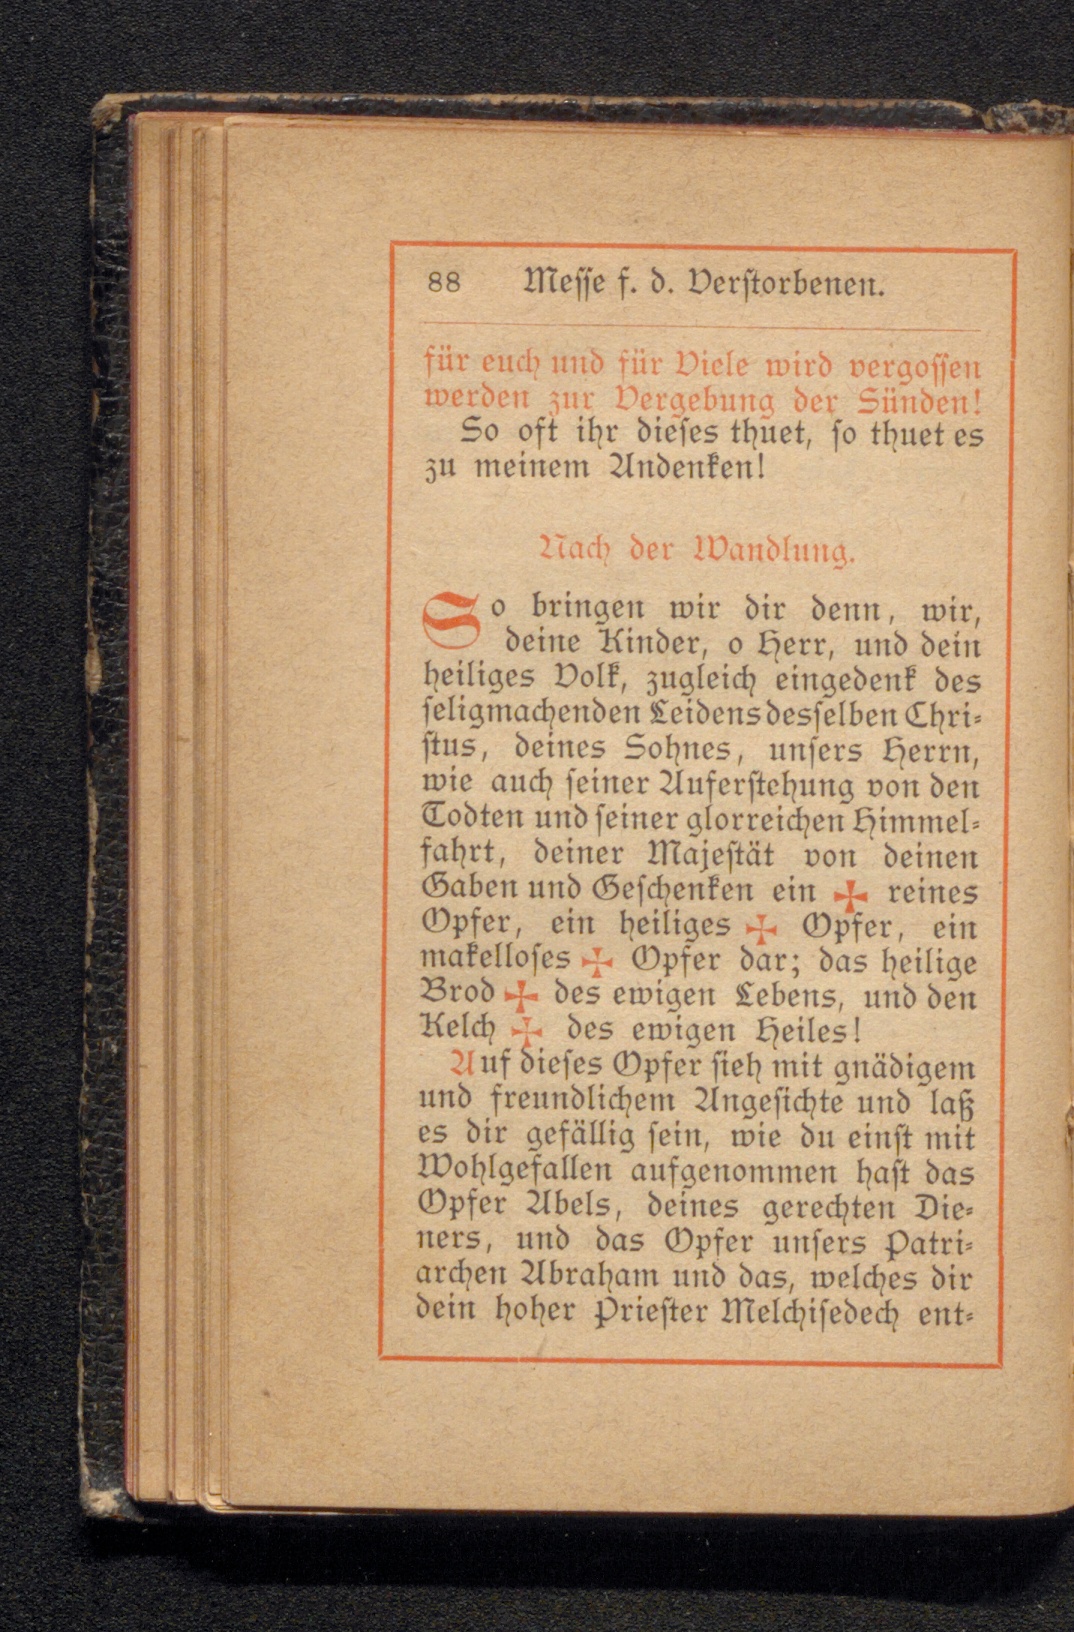 88 Messe f. d. Verstorbenen.
für euch und für Viele wird vergossen
werden zur Vergebung der Sünden!
So oft ihr dieses thuet, so thuet es
zu meinem Andenken!
Nach der Wandlung.
So bringen wir dir denn, wir,
deine Kinder, o Herr, und dein
heiliges Volk, zugleich eingedenk des
seligmachenden Leidens desselben Chri-
stus, deines Sohnes, unsers Herrn,
wie auch seiner Auferstehung von den
Todten und seiner glorreichen Himmel-
fahrt, deiner Majestät von deinen
Gaben und Geschenken ein ✠ reines
Opfer, ein heiliges ✠ Opfer, ein
makelloses ✠ Opfer dar; das heilige
Brod ✠ des ewigen Lebens, und den
Kelch ✠ des ewigen Heiles!
Auf dieses Opfer sieh mit gnädigem
und freundlichem Angesichte und laß
es dir gefällig sein, wie du einst mit
Wohlgefallen aufgenommen hast das
Opfer Abels, deines gerechten Die-
ners, und das Opfer unsers Patri-
archen Abraham und das, welches dir
dein hoher Priester Melchisedech ent-